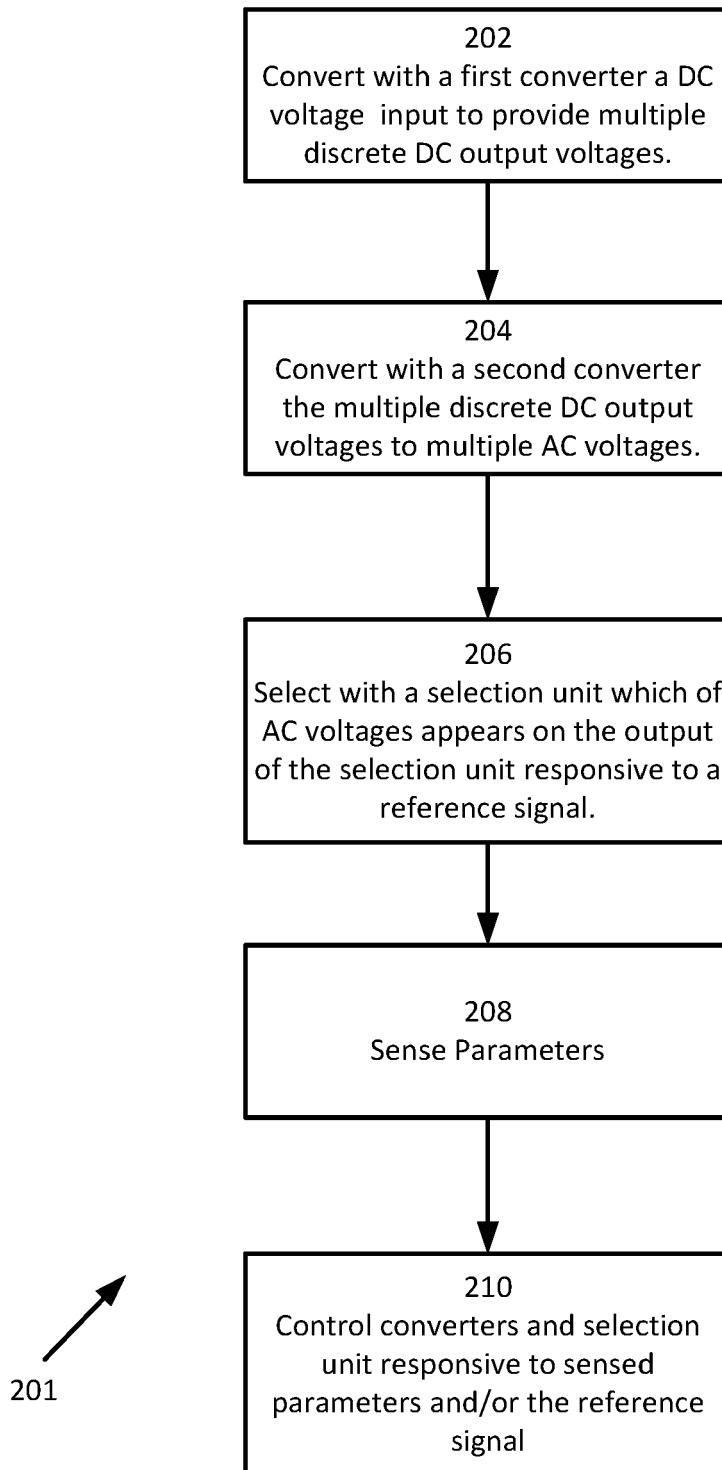 202
Convert with a first converter a DC
voltage input to provide multiple
discrete DC output voltages.
204
Convert with a second converter
the multiple discrete DC output
voltages to multiple AC voltages.
206
Select with a selection unit which of
AC voltages appears on the output
of the selection unit responsive to a
reference signal.
208
Sense Parameters
210
Control converters and selection
unit responsive to sensed
parameters and/or the reference
signal
201